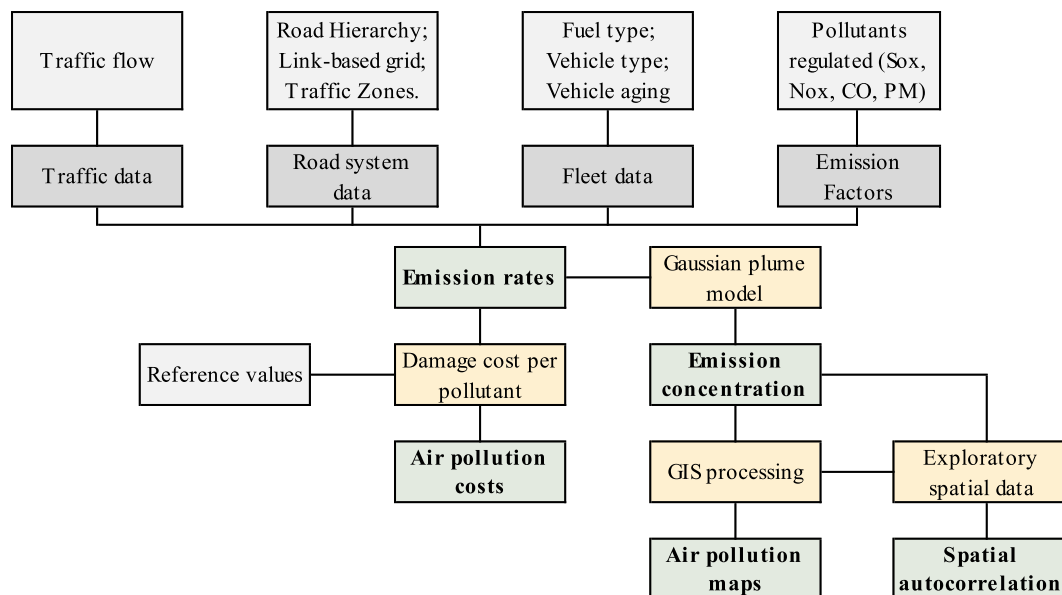 Traffic flow
Road Hierarchy;
Link-based grid;
Traffic Zones.
Fuel type;
Vehicle type;
Vehicle aging
Pollutants
regulated (Sox,
Nox, CO, PM)
Traffic data
Road system
data
Fleet data
Emission
Factors
Emission rates
Gaussian plume
model
Reference values
Damage cost per
pollutant
Emission
concentration
Air pollution
costs
GIS processing
Exploratory
spatial data
Air pollution
maps
Spatial
autocorrelation